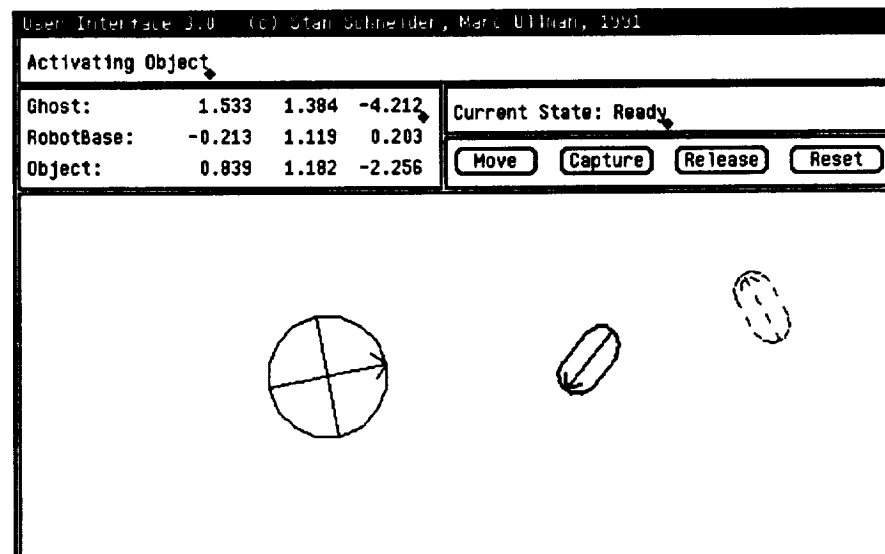 User Interface 3.0 (c) Stan Schneider, Marc Ullman, 1991
Activating Object
Ghost: 1.533 1.384 -4.212
RobotBase: -0.213 1.119 0.203
Object: 0.839 1.182 -2.256
Current State: Ready
Move Capture Release Reset